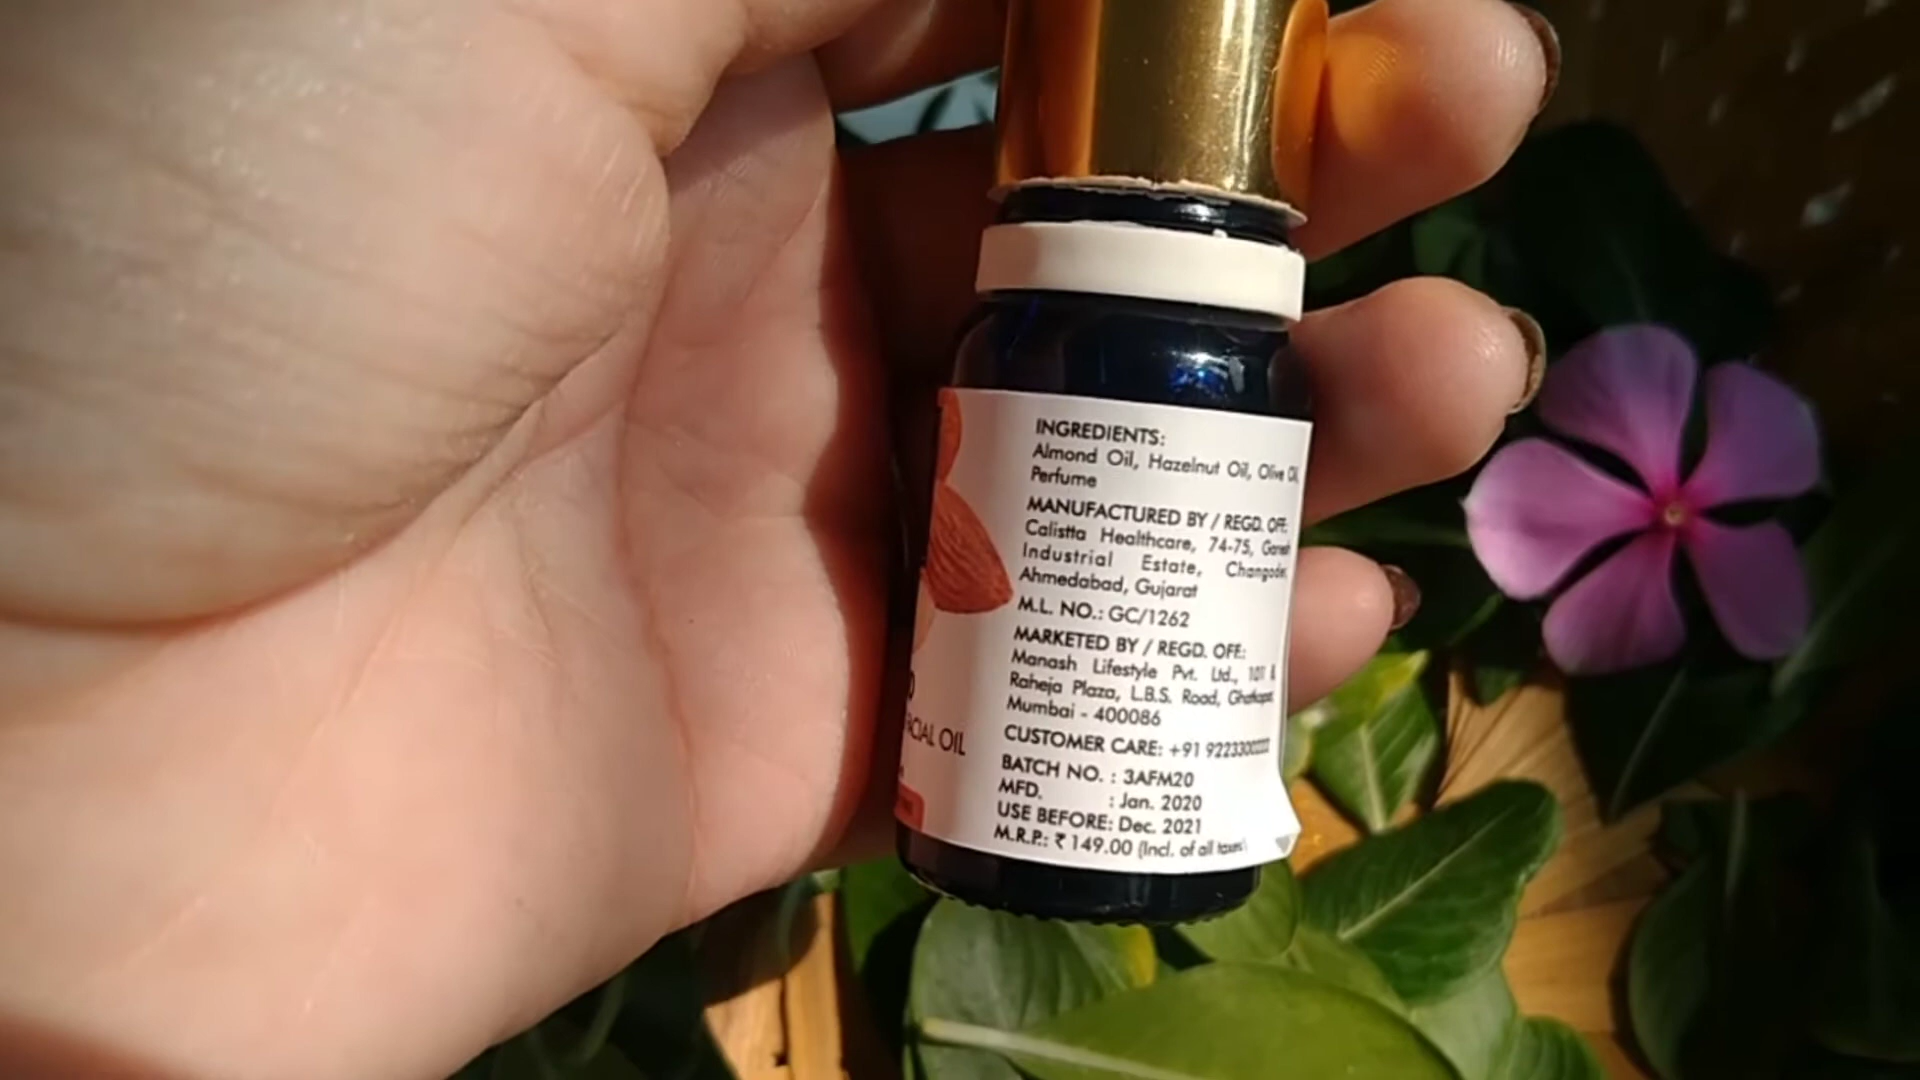 INGREDIENTS:
Almond Oil, Hazelnut Oil, Olive Oil,
Perfume
MANUFACTURED BY / REGD. OFF.:
Calistta Healthcare, 74-75,
Industrial Estate, Changodar,
Ahmedabad, Gujarat
M.L. NO.: GC/1262
MARKETED BY / REGD. OFF.:
Manash Lifestyle Pvt. Ltd., 101 &
Raheja Plaza, L.B.S. Road, Ghatkopar,
Mumbai - 400086
CUSTOMER CARE: +91 9223300222
BATCH NO. : 3AFM20
MFD. : Jan. 2020
USE BEFORE: Dec. 2021
M.R.P.: ₹ 149.00 (Incl. of all taxes)
OIL